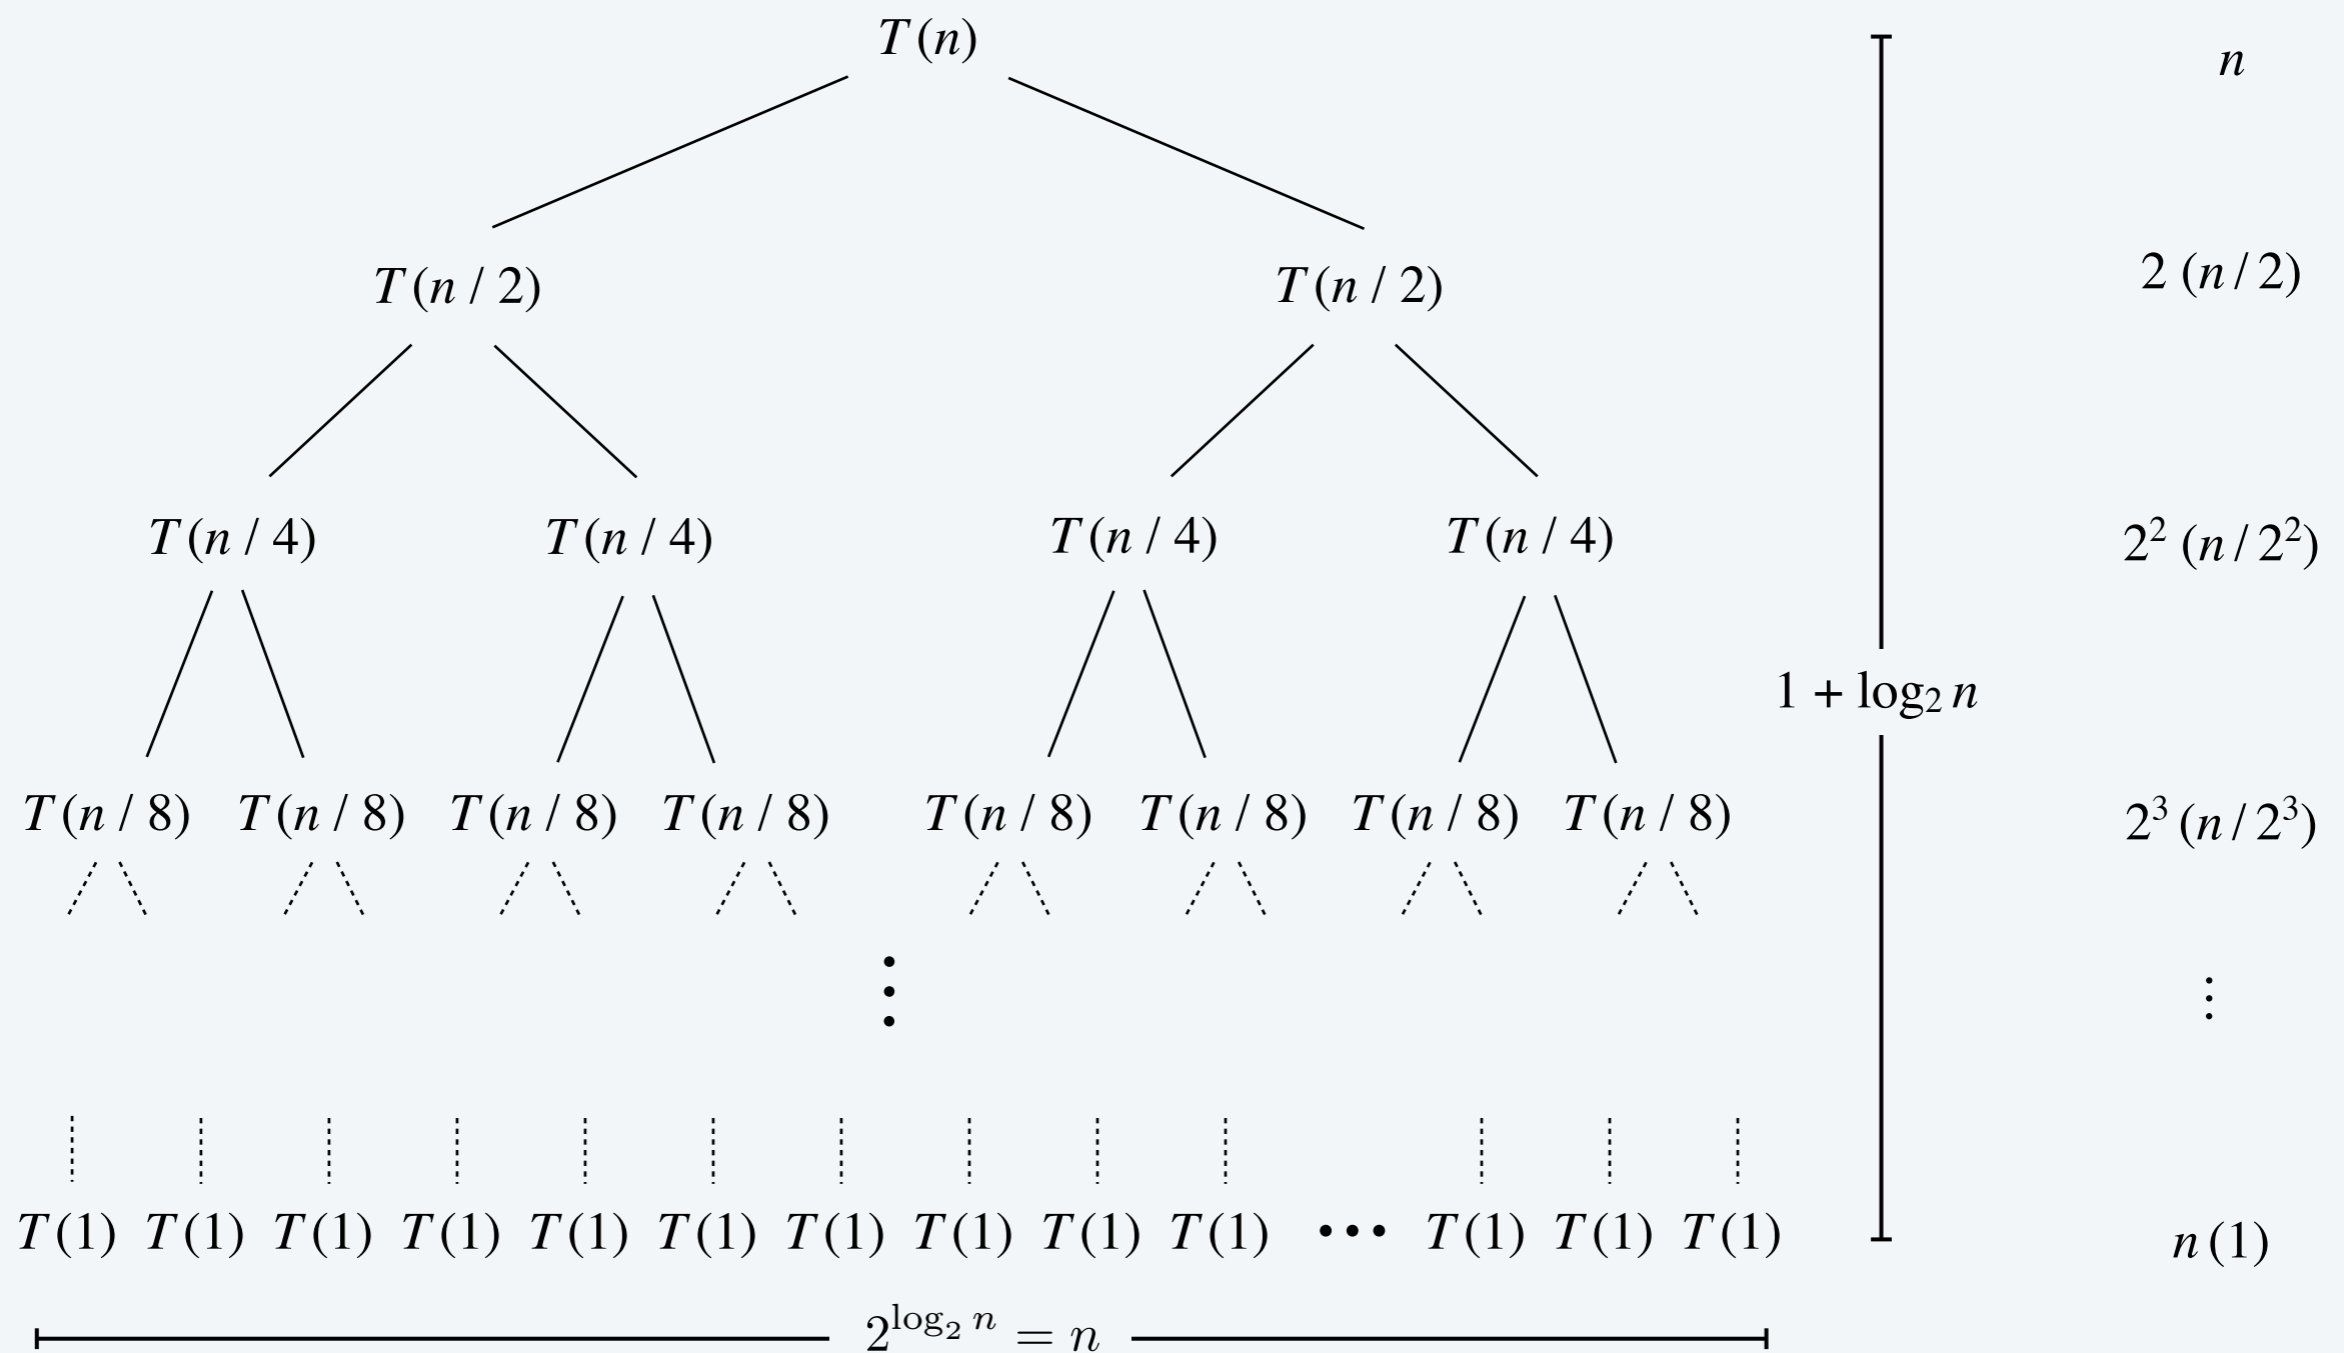 T(n) n
T(n / 2) T(n / 2) 2 (n / 2)
T(n / 4) T(n / 4) T(n / 4) T(n / 4) 2² (n / 2²)
1 + log₂ n
T(n / 8) T(n / 8) T(n / 8) T(n / 8) T(n / 8) T(n / 8) T(n / 8) T(n / 8) 2³ (n / 2³)
⋮ ⋮
T(1) T(1) T(1) T(1) T(1) T(1) T(1) T(1) T(1) T(1) ••• T(1) T(1) T(1) n (1)
2^{log₂ n} = n